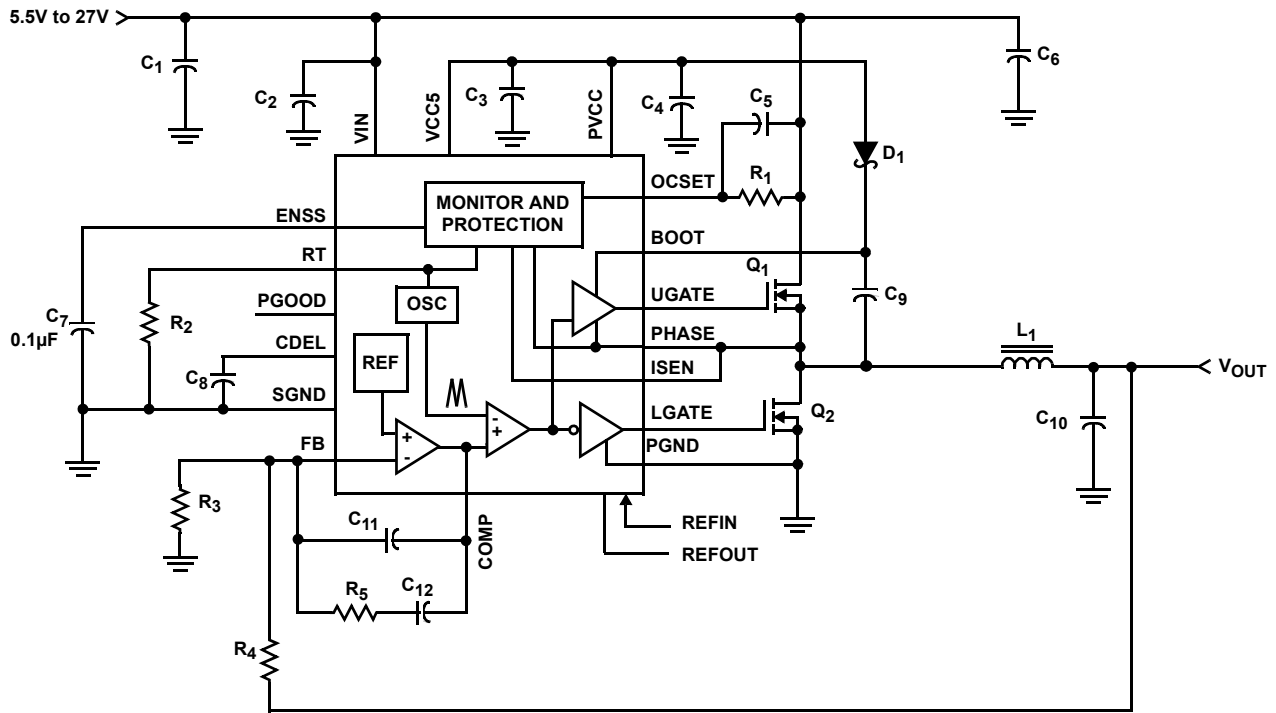 5.5V to 27V
C1
C2
VIN
VCC5
C3
PVCC
C4
C5
C6
D1
R1
OCSET
MONITOR AND
PROTECTION
ENSS
BOOT
RT
Q1
C9
UGATE
OSC
PGOOD
C7
0.1µF
R2
PHASE
L1
CDEL
REF
ISEN
VOUT
C8
SGND
LGATE
Q2
C10
FB
+
-
-
+
PGND
R3
C11
COMP
REFIN
REFOUT
R5
C12
R4